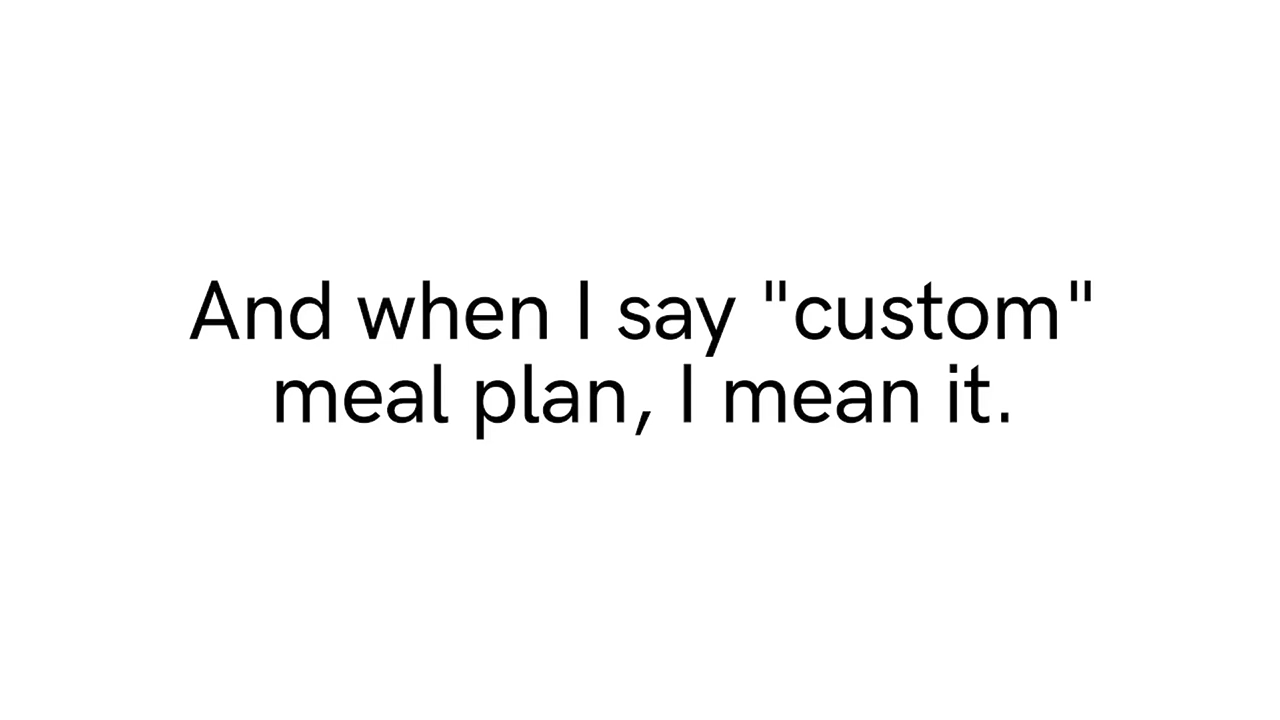 And when I say "custom"
meal plan, I mean it.